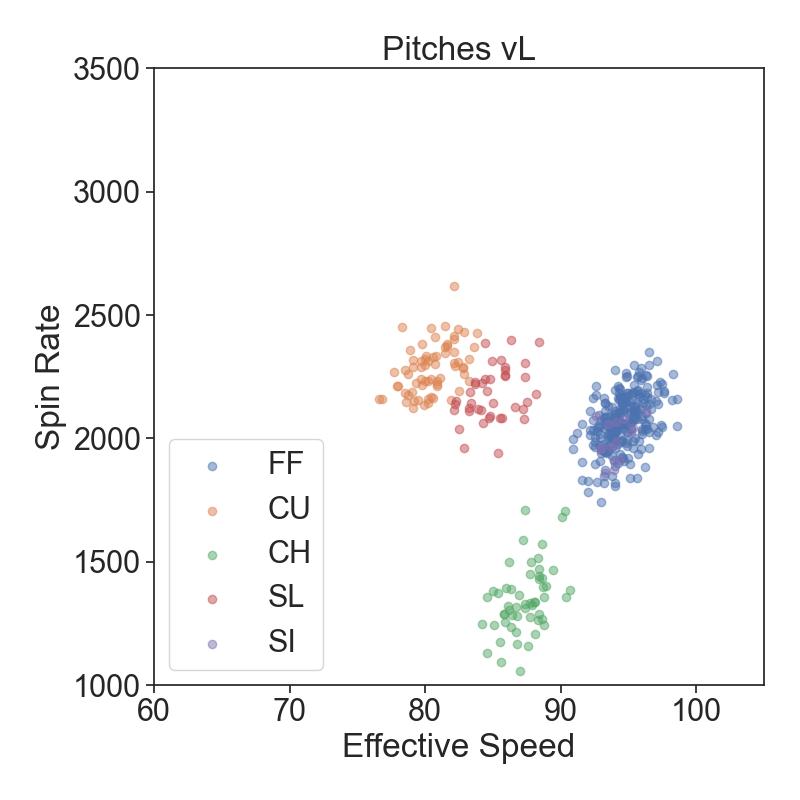 Pitches vL
3500
3000
2500
2000
1500
1000
Spin Rate
FF
CU
CH
SL
SI
60 70 80 90 100
Effective Speed